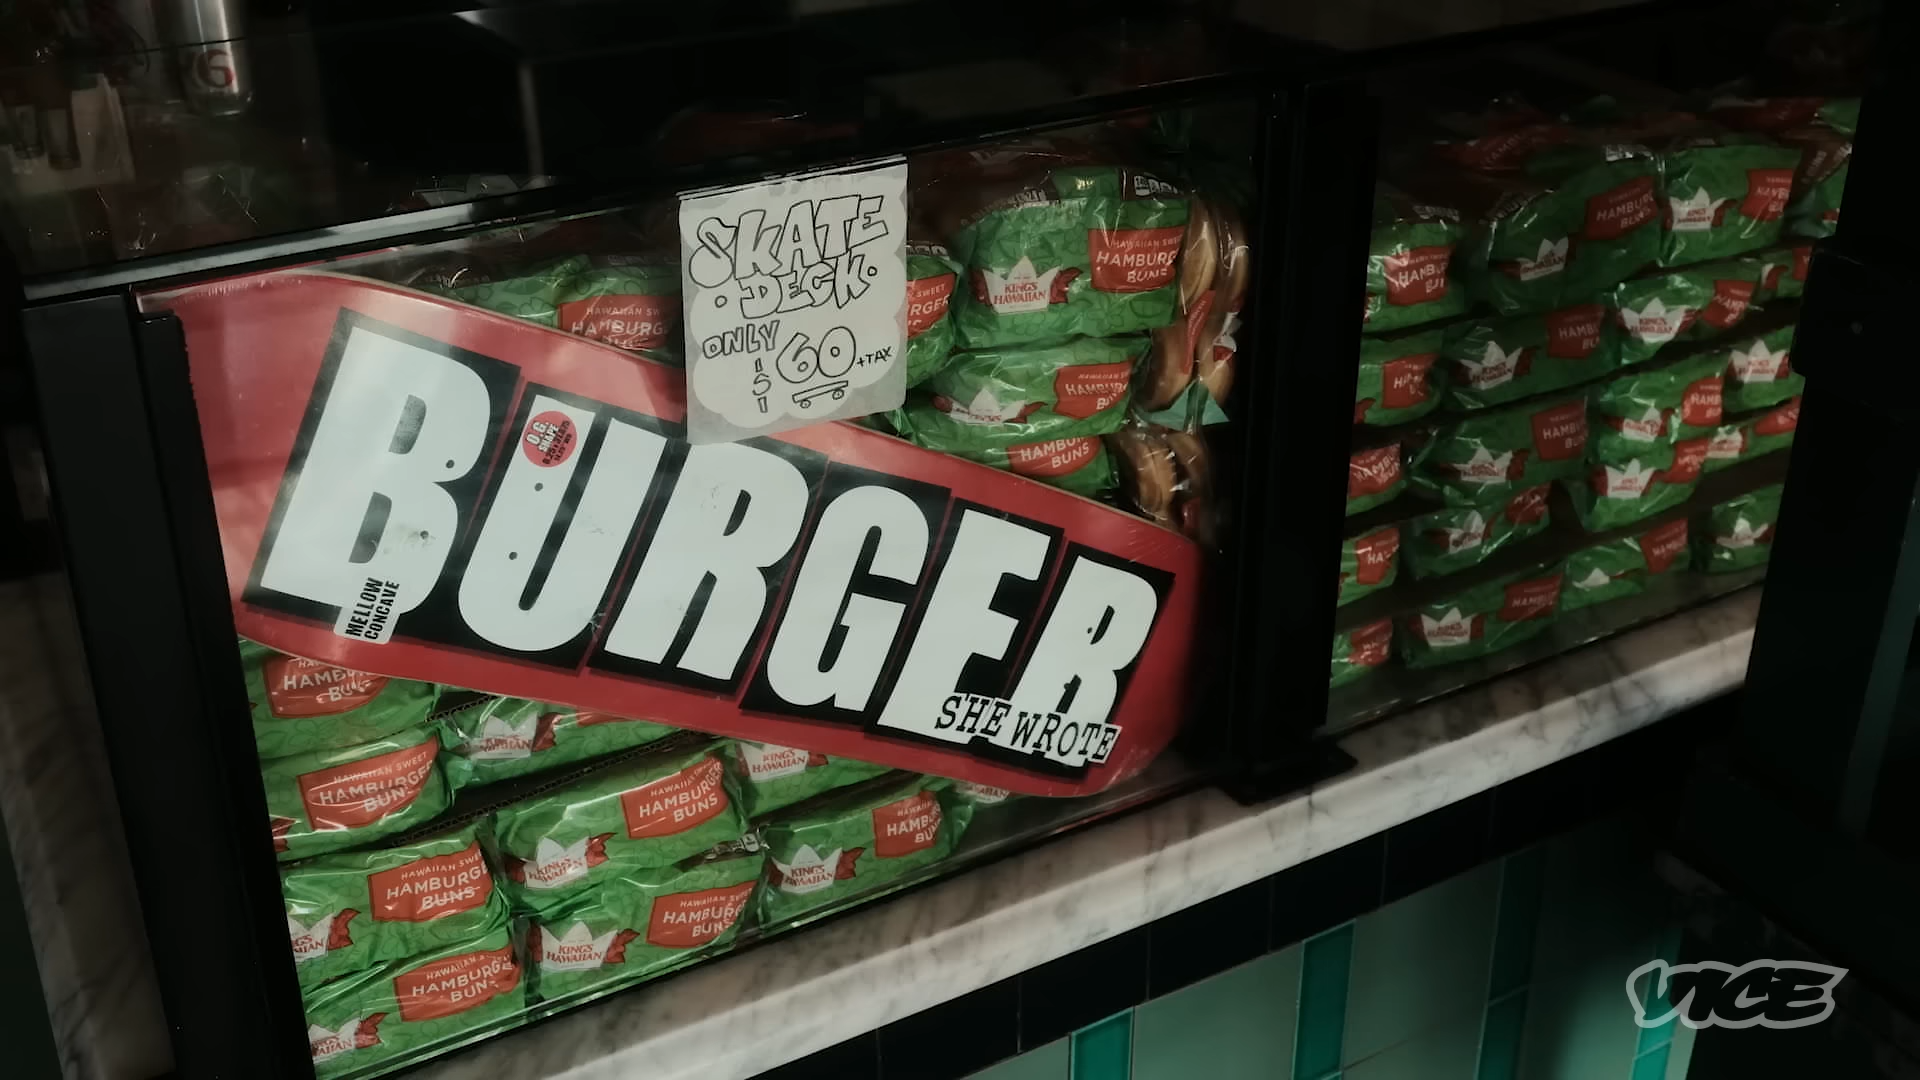 SKATE
DECK
ONLY
$60 +TAX
BURGER
SHE WROTE
O.G.
SHAPE
MELLOW
CONCAVE
KING'S
HAWAIIAN
HAWAIIAN SWEET
HAMBURGER
BUNS
VICE